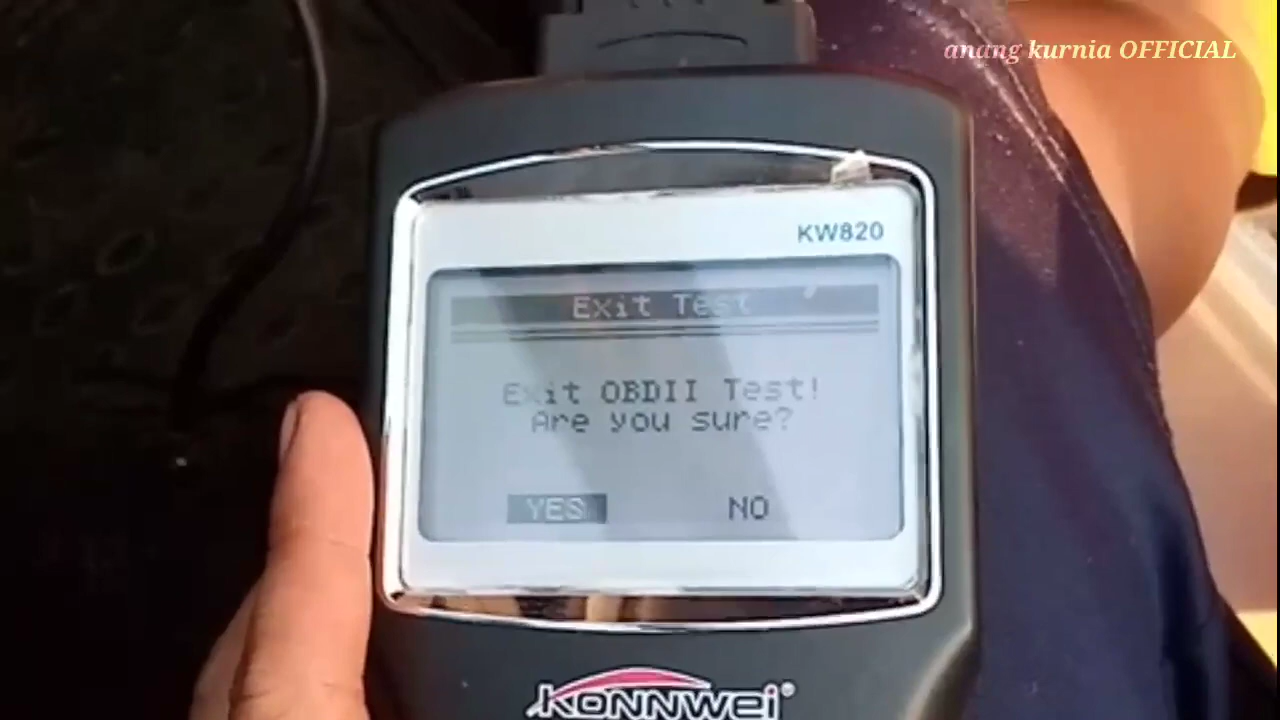 anang kurnia OFFICIAL
KW820
Exit Test
Exit OBDII Test!
Are you sure?
YES NO
KONNWEI®